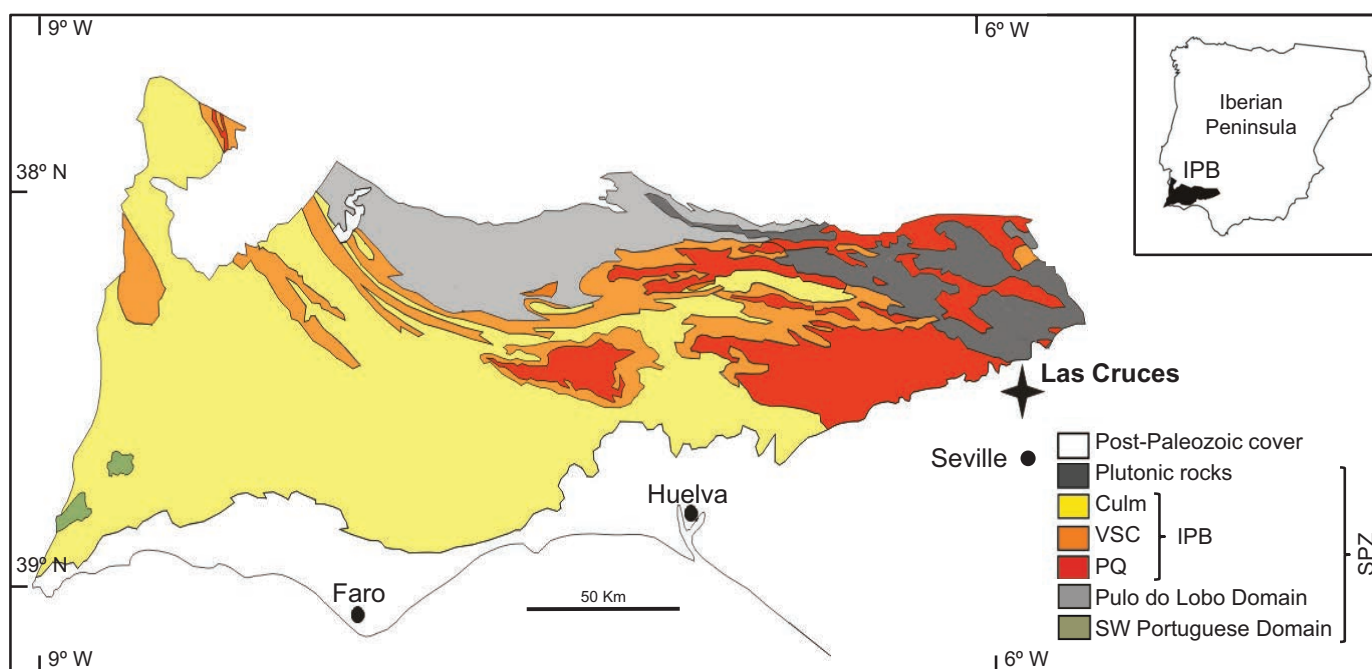 9º W
6º W
Iberian
Peninsula
IPB
38º N
Las Cruces
Seville
Huelva
Post-Paleozoic cover
Plutonic rocks
Culm
VSC
IPB
PQ
Pulo do Lobo Domain
SW Portuguese Domain
SPZ
39º N
Faro
50 Km
9º W
6º W